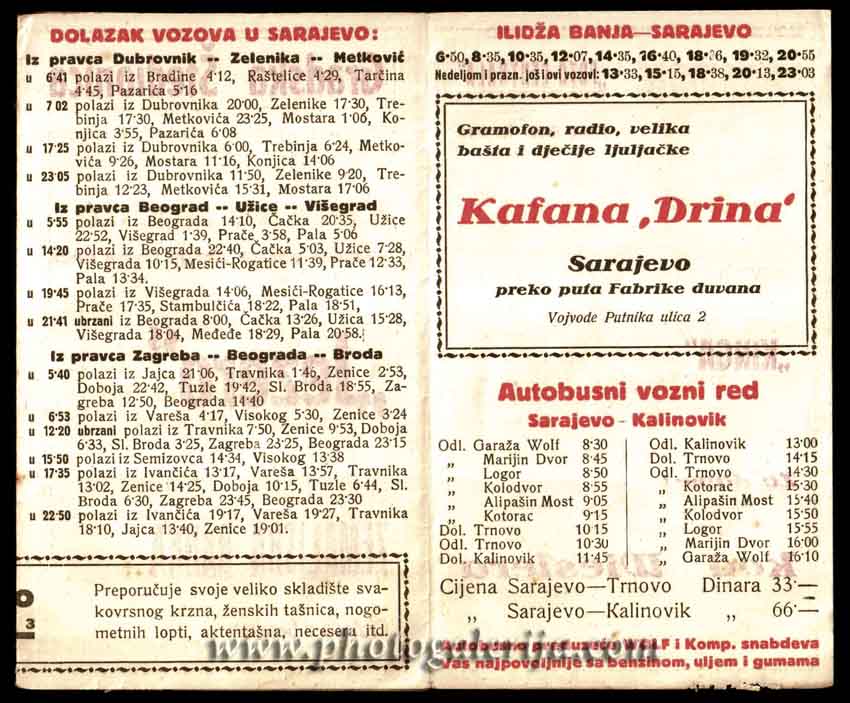 DOLAZAK VOZOVA U SARAJEVO:
Iz pravca Dubrovnik -- Zelenika -- Metković
u 6·41 polazi iz Bradine 4·12, Raštelice 4·29, Tarčina
4·45, Pazarića 5·16
u 7 02 polazi iz Dubrovnika 20·00, Zelenike 17·30, Tre-
binja 17·30, Metkovića 23·25, Mostara 1·06, Ko-
njica 3·55, Pazarića 6·08
u 17·25 polazi iz Dubrovnika 6·00, Trebinja 6·24, Metko-
vića 9·26, Mostara 11·16, Konjica 14·06
u 23·05 polazi iz Dubrovnika 11·50, Zelenike 9·20, Tre-
binja 12·23, Metkovića 15·31, Mostara 17·06
Iz pravca Beograd -- Užice -- Višegrad
u 5·55 polazi iz Beograda 14·10, Čačka 20·35, Užice
22·52, Višegrad 1·39, Prače 3·58, Pala 5·06
u 14·20 polazi iz Beograda 22·40, Čačka 5·03, Užice 7·28,
Višegrada 10·15, Mesići-Rogatice 11·39, Prače 12·33,
Pala 13·34.
u 19·45 polazi iz Višegrada 14·06, Mesići-Rogatice 16·13,
Prače 17·35, Stambulčića 18·22, Pala 18·51,
u 21·41 ubrzani iz Beograda 8·00, Čačka 13·26, Užica 15·28,
Višegrada 18·04, Međeđe 18·29, Pala 20·58.
Iz pravca Zagreba -- Beograda -- Broda
u 5·40 polazi iz Jajca 21·06, Travnika 1·46, Zenice 2·53,
Doboja 22·42, Tuzle 19·42, Sl. Broda 18·55, Za-
greba 12·50, Beograda 14·40
u 6·53 polazi iz Vareša 4·17, Visokog 5·30, Zenice 3·24
u 12·20 ubrzani polazi iz Travnika 7·50, Zenice 9·53, Doboja
6·33, Sl. Broda 3·25, Zagreba 23·25, Beograda 23·15
u 15·50 polazi iz Semizovca 14·34, Visokog 13·38
u 17·35 polazi iz Ivančića 13·17, Vareša 13·57, Travnika
13·02, Zenice 14·25, Doboja 10·15, Tuzle 6·44, Sl.
Broda 6·30, Zagreba 23·45, Beograda 23·30
u 22·50 polazi iz Ivančića 19·17, Vareša 19·27, Travnika
18·10, Jajca 13·40, Zenice 19·01.
3
Preporučuje svoje veliko skladište sva-
kovrsnog krzna, ženskih tašnica, nogo-
metnih lopti, aktentašna, necesera itd.
ILIDŽA BANJA—SARAJEVO
6·50, 8·35, 10·35, 12·07, 14·35, 16·40, 19·32, 20·55
Nedeljom i prazn. još i ovi vozovi: 13·33, 15·15, 18·38, 20·13, 23·03
Gramofon, radio, velika
bašta i dječije ljuljačke
Kafana ‚Drina‘
Sarajevo
preko puta Fabrike duvana
Vojvode Putnika ulica 2
Autobusni vozni red
Sarajevo - Kalinovik
Odl. Garaža Wolf 8·30
„ Marijin Dvor 8·45
„ Logor 8·50
„ Kolodvor 8·55
„ Alipašin Most 9·05
„ Kotorac 9·15
Dol. Trnovo 10·15
Odl. Trnovo 10·30
Dol. Kalinovik 11·45
Odl. Kalinovik 13·00
Dol. Trnovo 14·15
Odl. Trnovo 14·30
„ Kotorac 15·30
„ Alipašin Most 15·40
„ Kolodvor 15·50
„ Logor 15·55
„ Marijin Dvor 16·00
„ Garaža Wolf 16·10
Cijena Sarajevo—Trnovo Dinara 33·—
„ Sarajevo—Kalinovik „ 66·—
Autobusno preduzeće WOLF i Komp. snabdeva
Vas najpovoljnije sa benzinom, uljem i gumama
www.photogalerija.com